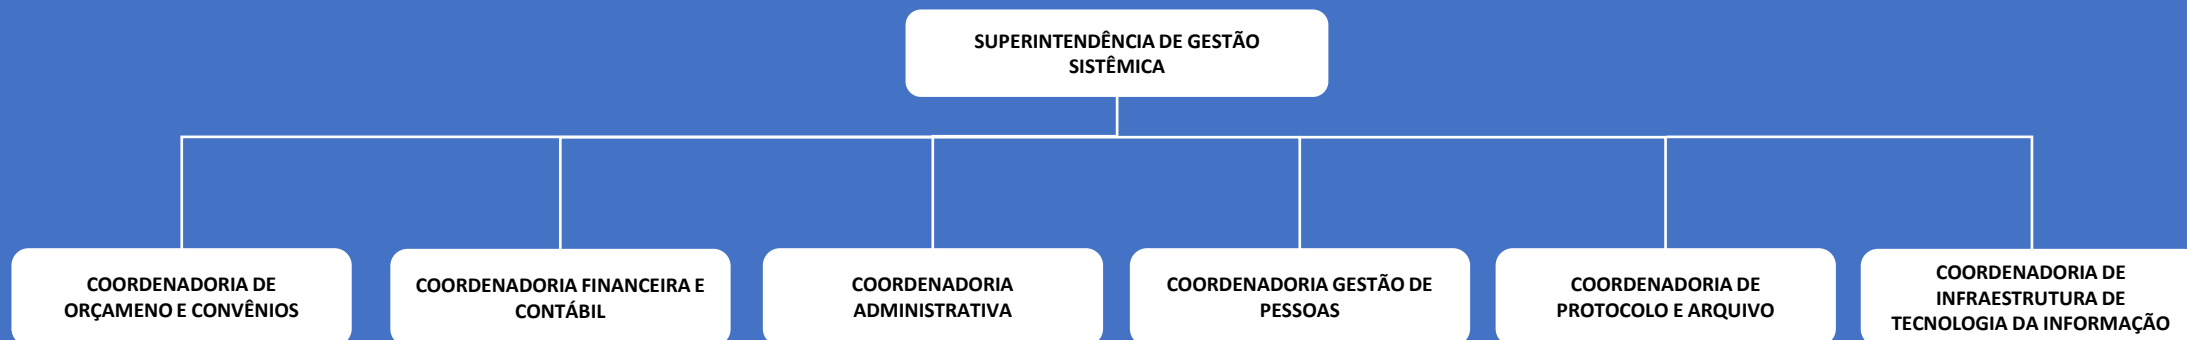 SUPERINTENDÊNCIA DE GESTÃO
SISTÊMICA
COORDENADORIA DE
ORÇAMENO E CONVÊNIOS
COORDENADORIA FINANCEIRA E
CONTÁBIL
COORDENADORIA
ADMINISTRATIVA
COORDENADORIA GESTÃO DE
PESSOAS
COORDENADORIA DE
PROTOCOLO E ARQUIVO
COORDENADORIA DE
INFRAESTRUTURA DE
TECNOLOGIA DA INFORMAÇÃO